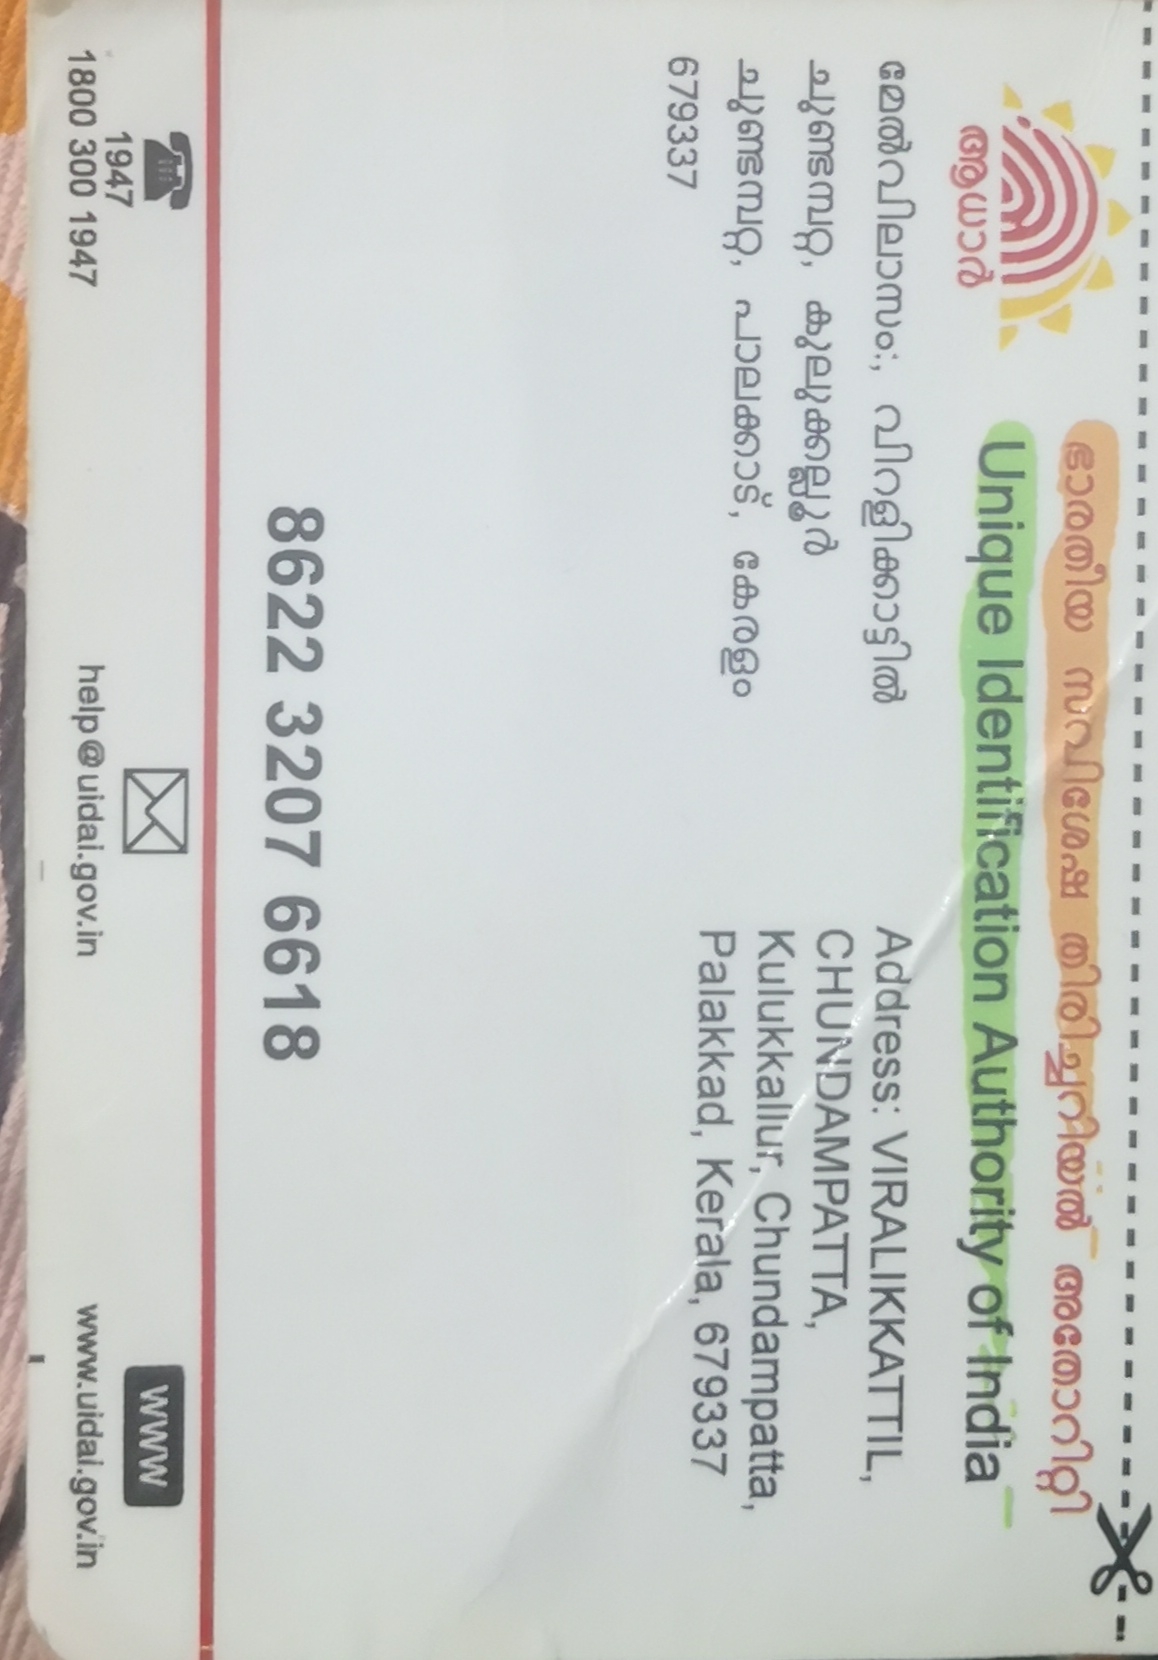 ഭാരതീയ സവിശേഷ തിരിച്ചറിയൽ അതോറിറ്റി
Unique Identification Authority of India
ആധാർ
മേൽവിലാസം:, വിറളിക്കാട്ടിൽ
ചുണ്ടമ്പറ്റ, കുലുക്കല്ലൂർ
ചുണ്ടമ്പറ്റ, പാലക്കാട്, കേരളം
679337
Address: VIRALIKKATTIL,
CHUNDAMPATTA,
Kulukkallur, Chundampatta,
Palakkad, Kerala, 679337
8622 3207 6618
1947
1800 300 1947
help@uidai.gov.in
www
www.uidai.gov.in